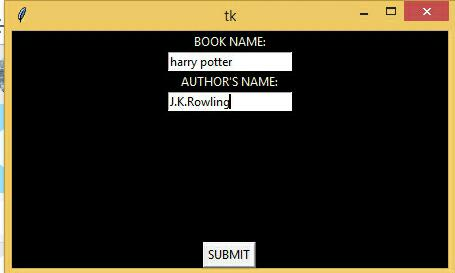 tk
BOOK NAME:
harry potter
AUTHOR'S NAME:
J.K.Rowling
SUBMIT